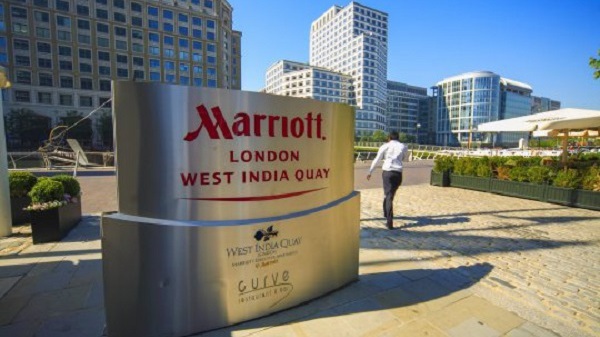 Marriott
LONDON
WEST INDIA QUAY
WEST INDIA QUAY
curve